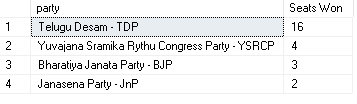 party Seats Won
1 Telugu Desam - TDP 16
2 Yuvajana Sramika Rythu Congress Party - YSRCP 4
3 Bharatiya Janata Party - BJP 3
4 Janasena Party - JnP 2